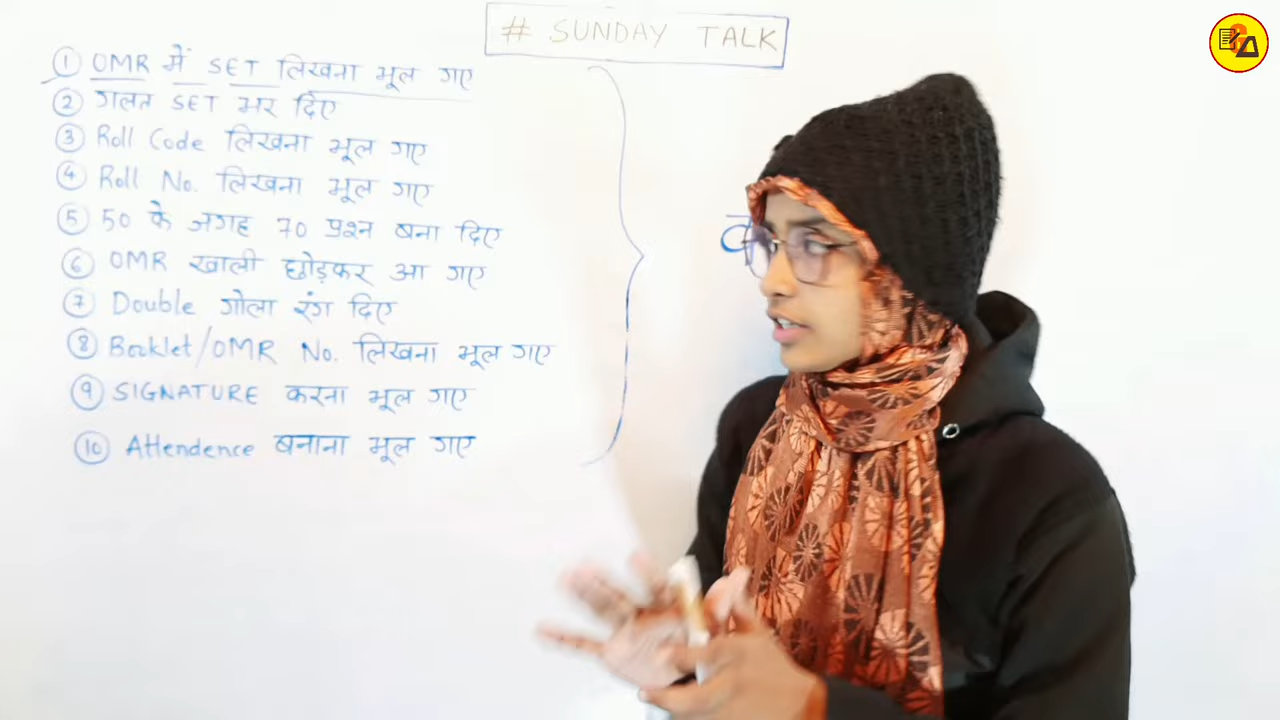 # SUNDAY TALK
① OMR में SET लिखना भूल गए
② गलत SET भर दिए
③ Roll Code लिखना भूल गए
④ Roll No. लिखना भूल गए
⑤ 50 के जगह 70 प्रश्न बना दिए
⑥ OMR खाली छोड़कर आ गए
⑦ Double गोला रंग दिए
⑧ Booklet/OMR No. लिखना भूल गए
⑨ SIGNATURE करना भूल गए
⑩ Attendence बनाना भूल गए